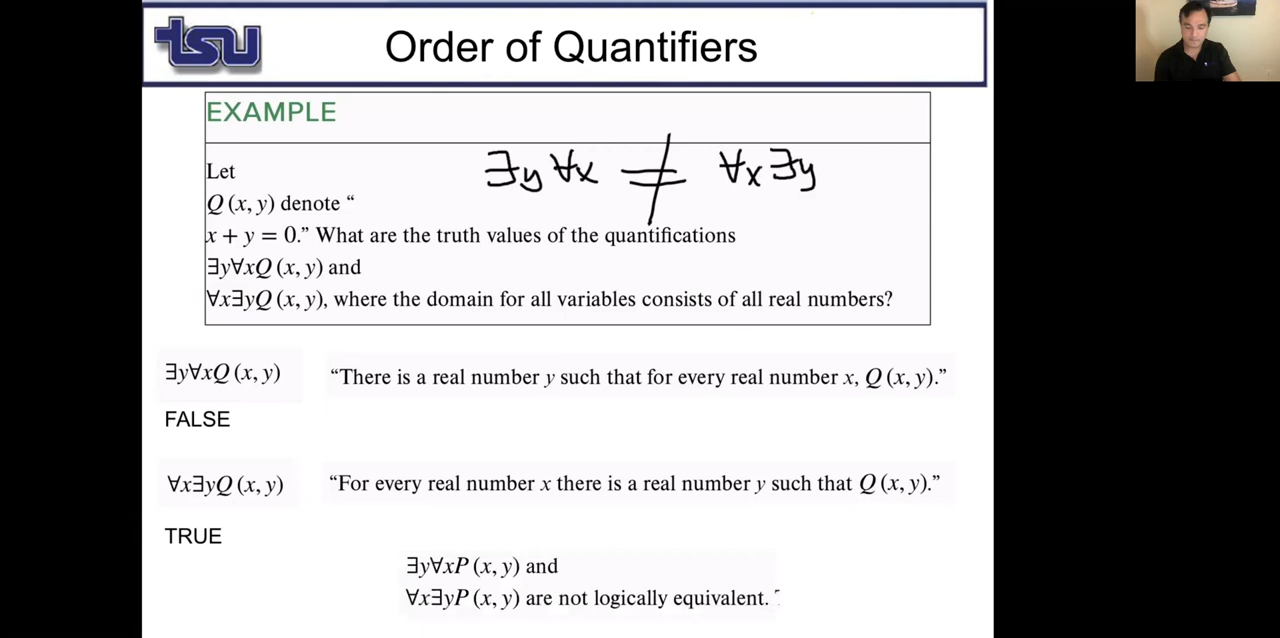 tsu
Order of Quantifiers
EXAMPLE
∃y ∀x ≠ ∀x ∃y
Let
Q (x, y) denote “
x + y = 0.” What are the truth values of the quantifications
∃y∀xQ (x, y) and
∀x∃yQ (x, y), where the domain for all variables consists of all real numbers?
∃y∀xQ (x, y) “There is a real number y such that for every real number x, Q (x, y).”
FALSE
∀x∃yQ (x, y) “For every real number x there is a real number y such that Q (x, y).”
TRUE
∃y∀xP (x, y) and
∀x∃yP (x, y) are not logically equivalent.